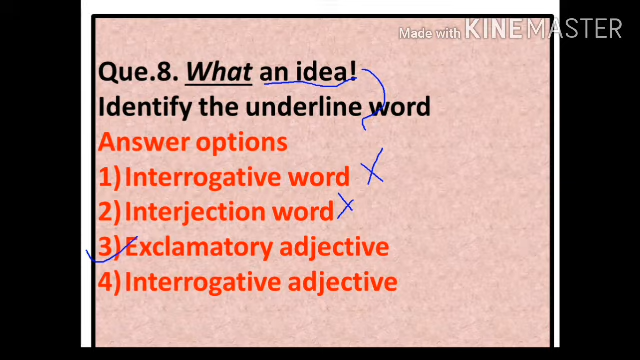 Made with KINEMASTER
Que.8. What an idea!
Identify the underline word
Answer options
1) Interrogative word
2) Interjection word
3) Exclamatory adjective
4) Interrogative adjective